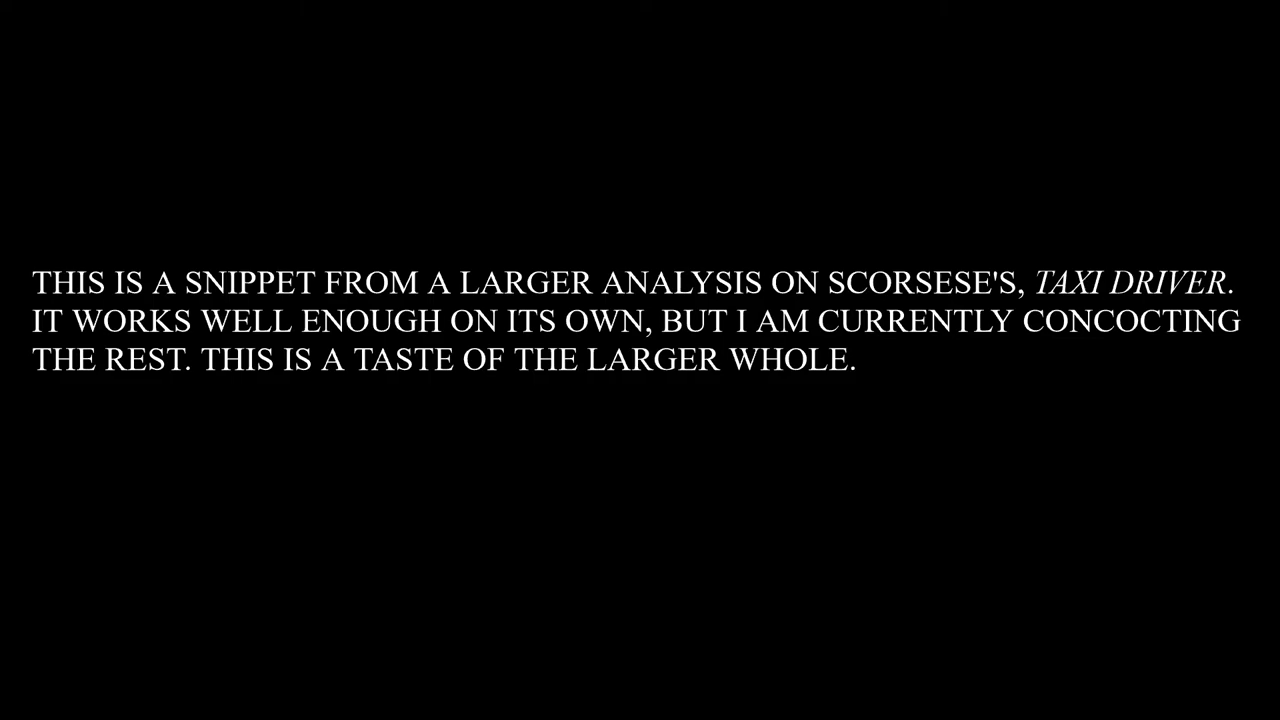 THIS IS A SNIPPET FROM A LARGER ANALYSIS ON SCORSESE'S, TAXI DRIVER.
IT WORKS WELL ENOUGH ON ITS OWN, BUT I AM CURRENTLY CONCOCTING
THE REST. THIS IS A TASTE OF THE LARGER WHOLE.